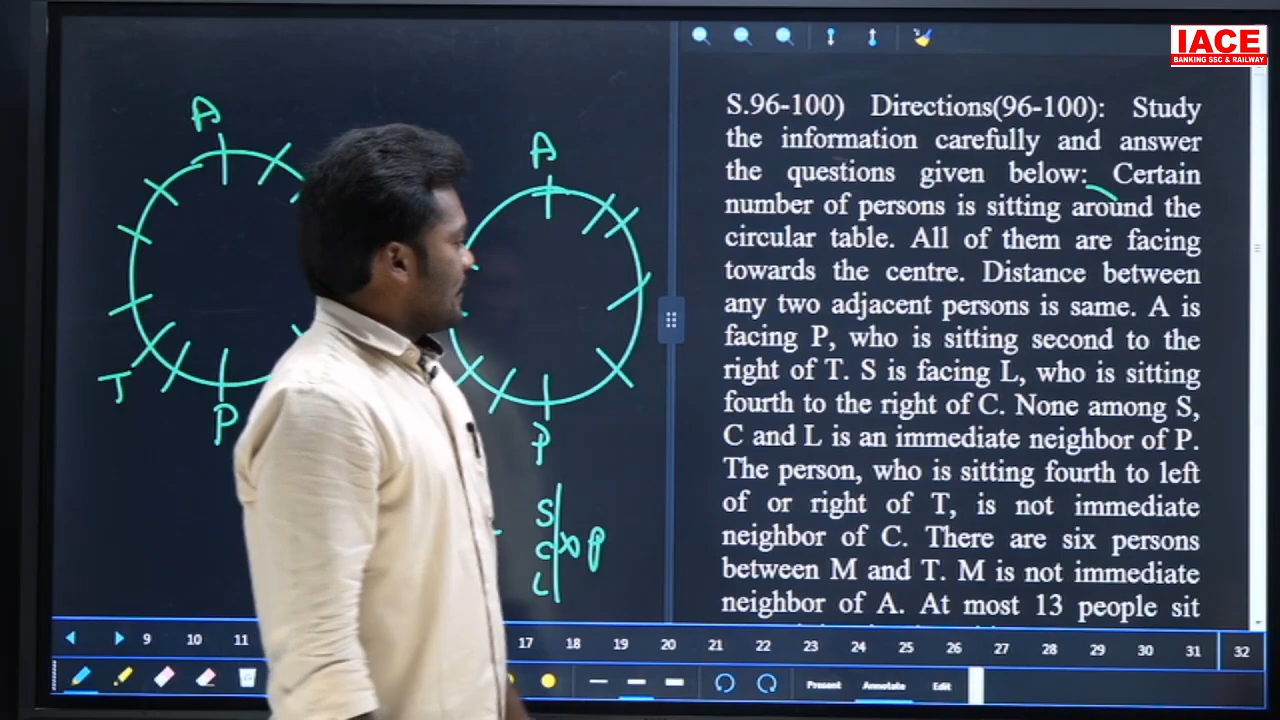 IACE
BANKING SSC & RAILWAY
A
T
P
A
P
S
C
L
P
S.96-100) Directions(96-100): Study
the information carefully and answer
the questions given below: Certain
number of persons is sitting around the
circular table. All of them are facing
towards the centre. Distance between
any two adjacent persons is same. A is
facing P, who is sitting second to the
right of T. S is facing L, who is sitting
fourth to the right of C. None among S,
C and L is an immediate neighbor of P.
The person, who is sitting fourth to left
of or right of T, is not immediate
neighbor of C. There are six persons
between M and T. M is not immediate
neighbor of A. At most 13 people sit
9 10 11 17 18 19 20 21 22 23 24 25 26 27 28 29 30 31 32
Present Annotate Edit